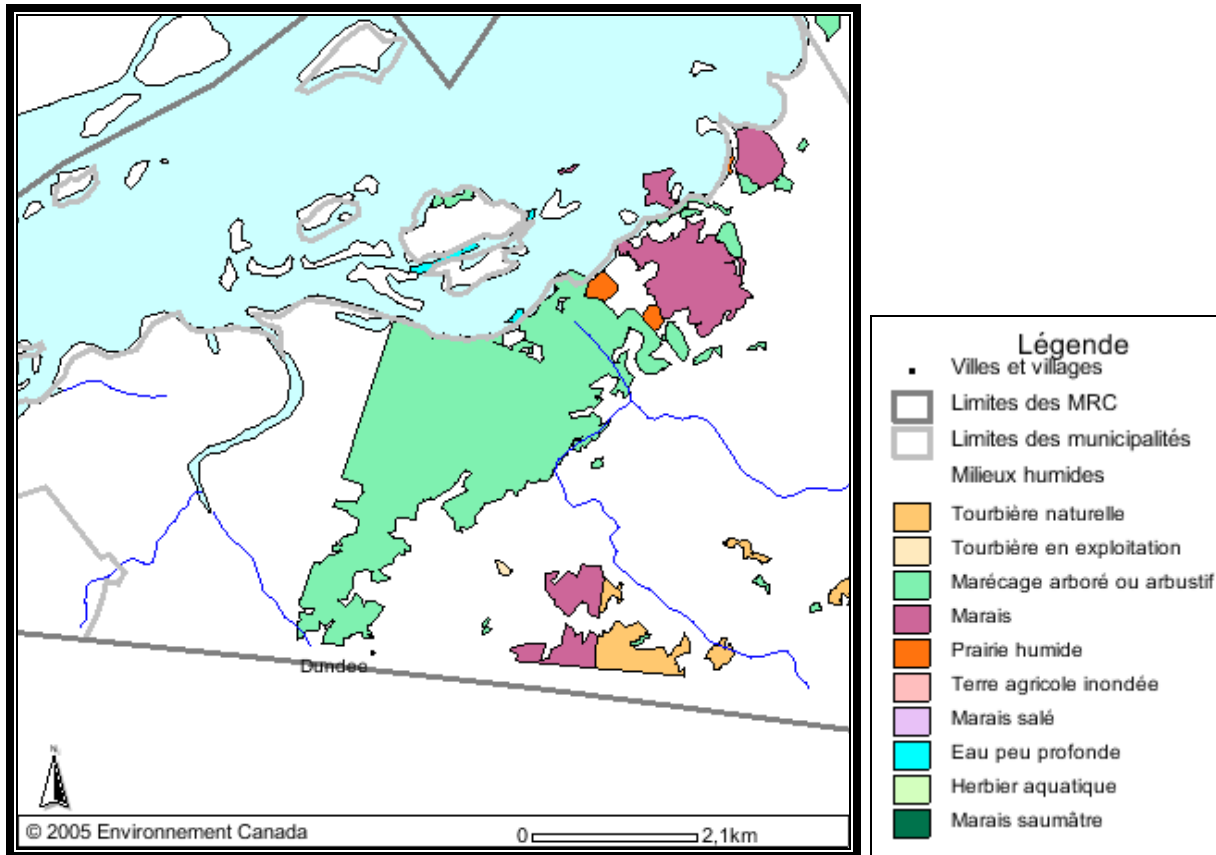 Dundee
N
© 2005 Environnement Canada
0 2,1km
Légende
Villes et villages
Limites des MRC
Limites des municipalités
Milieux humides
Tourbière naturelle
Tourbière en exploitation
Marécage arboré ou arbustif
Marais
Prairie humide
Terre agricole inondée
Marais salé
Eau peu profonde
Herbier aquatique
Marais saumâtre